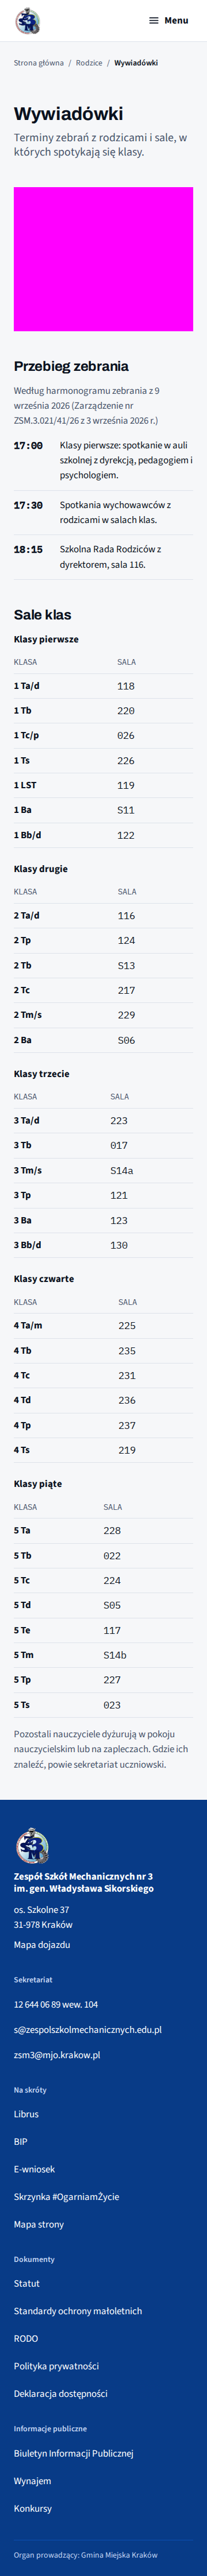 Menu
Strona główna / Rodzice / Wywiadówki
Wywiadówki
Terminy zebrań z rodzicami i sale, w
których spotykają się klasy.
Przebieg zebrania
Według harmonogramu zebrania z 9
września 2026 (Zarządzenie nr
ZSM.3.021/41/26 z 3 września 2026 r.)
17:00 Klasy pierwsze: spotkanie w auli
szkolnej z dyrekcją, pedagogiem i
psychologiem.
17:30 Spotkania wychowawców z
rodzicami w salach klas.
18:15 Szkolna Rada Rodziców z
dyrektorem, sala 116.
Sale klas
Klasy pierwsze
KLASA SALA
1 Ta/d 118
1 Tb 220
1 Tc/p 026
1 Ts 226
1 LST 119
1 Ba S11
1 Bb/d 122
Klasy drugie
KLASA SALA
2 Ta/d 116
2 Tp 124
2 Tb S13
2 Tc 217
2 Tm/s 229
2 Ba S06
Klasy trzecie
KLASA SALA
3 Ta/d 223
3 Tb 017
3 Tm/s S14a
3 Tp 121
3 Ba 123
3 Bb/d 130
Klasy czwarte
KLASA SALA
4 Ta/m 225
4 Tb 235
4 Tc 231
4 Td 236
4 Tp 237
4 Ts 219
Klasy piąte
KLASA SALA
5 Ta 228
5 Tb 022
5 Tc 224
5 Td S05
5 Te 117
5 Tm S14b
5 Tp 227
5 Ts 023
Pozostali nauczyciele dyżurują w pokoju
nauczycielskim lub na zapleczach. Gdzie ich
znaleźć, powie sekretariat uczniowski.
Zespół Szkół Mechanicznych nr 3
im. gen. Władysława Sikorskiego
os. Szkolne 37
31-978 Kraków
Mapa dojazdu
Sekretariat
12 644 06 89 wew. 104
s@zespolszkolmechanicznych.edu.pl
zsm3@mjo.krakow.pl
Na skróty
Librus
BIP
E-wniosek
Skrzynka #OgarniamŻycie
Mapa strony
Dokumenty
Statut
Standardy ochrony małoletnich
RODO
Polityka prywatności
Deklaracja dostępności
Informacje publiczne
Biuletyn Informacji Publicznej
Wynajem
Konkursy
Organ prowadzący: Gmina Miejska Kraków